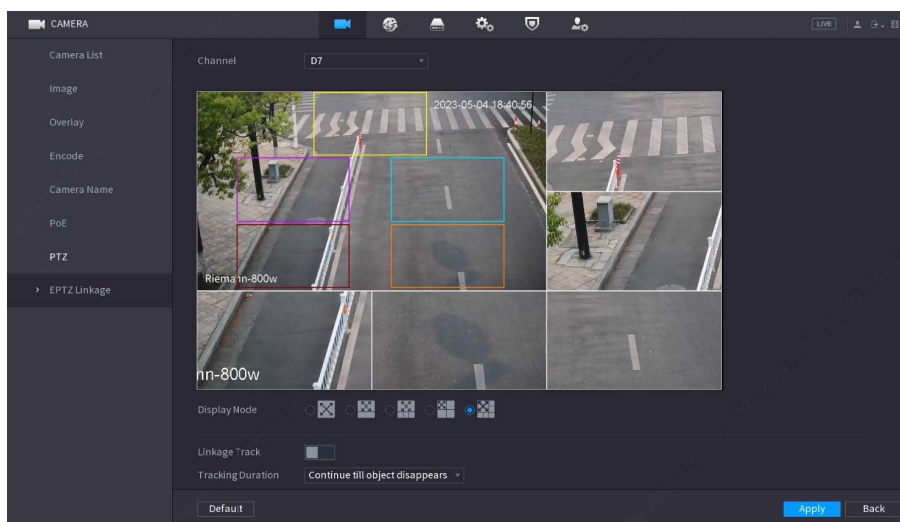 CAMERA
LIVE
Camera List
Image
Overlay
Encode
Camera Name
PoE
PTZ
EPTZ Linkage
Channel
D7
2023-05-04 18:40:56
Riemann-800w
nn-800w
Display Mode
Linkage Track
Tracking Duration
Continue till object disappears
Default
Apply
Back